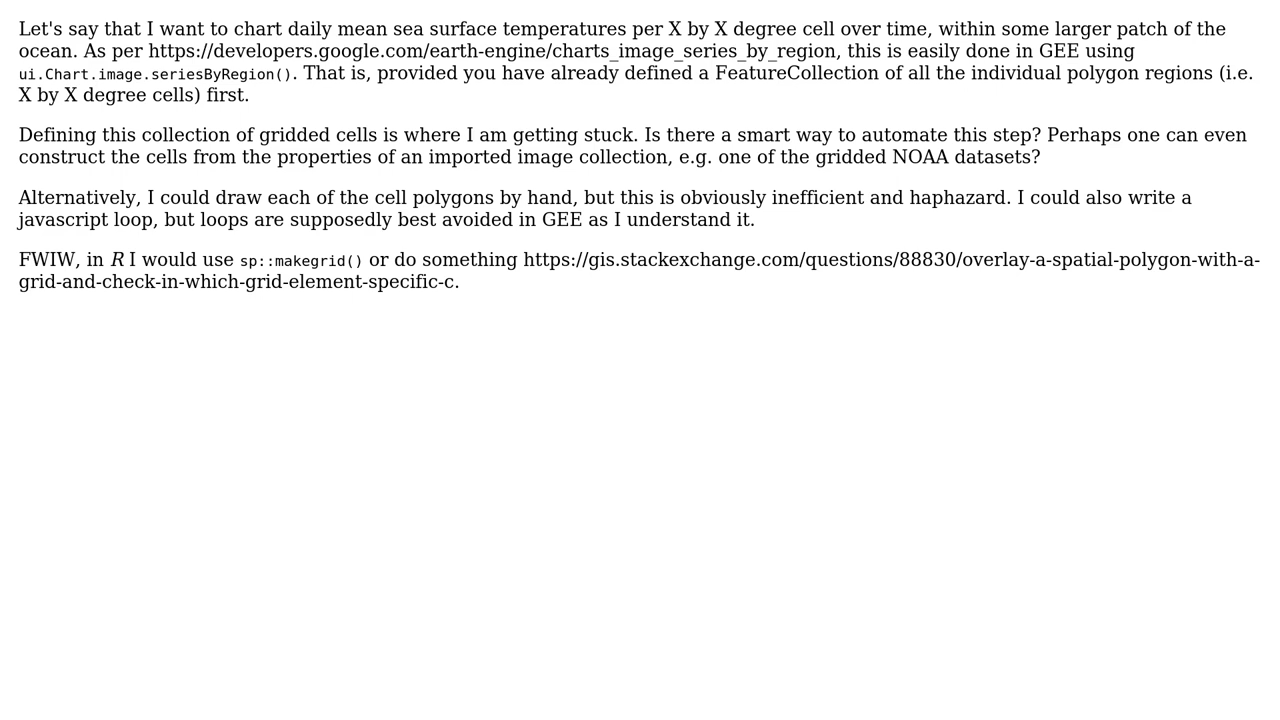 Let's say that I want to chart daily mean sea surface temperatures per X by X degree cell over time, within some larger patch of the
ocean. As per https://developers.google.com/earth-engine/charts_image_series_by_region, this is easily done in GEE using
ui.Chart.image.seriesByRegion(). That is, provided you have already defined a FeatureCollection of all the individual polygon regions (i.e.
X by X degree cells) first.
Defining this collection of gridded cells is where I am getting stuck. Is there a smart way to automate this step? Perhaps one can even
construct the cells from the properties of an imported image collection, e.g. one of the gridded NOAA datasets?
Alternatively, I could draw each of the cell polygons by hand, but this is obviously inefficient and haphazard. I could also write a
javascript loop, but loops are supposedly best avoided in GEE as I understand it.
FWIW, in R I would use sp::makegrid() or do something https://gis.stackexchange.com/questions/88830/overlay-a-spatial-polygon-with-a-
grid-and-check-in-which-grid-element-specific-c.